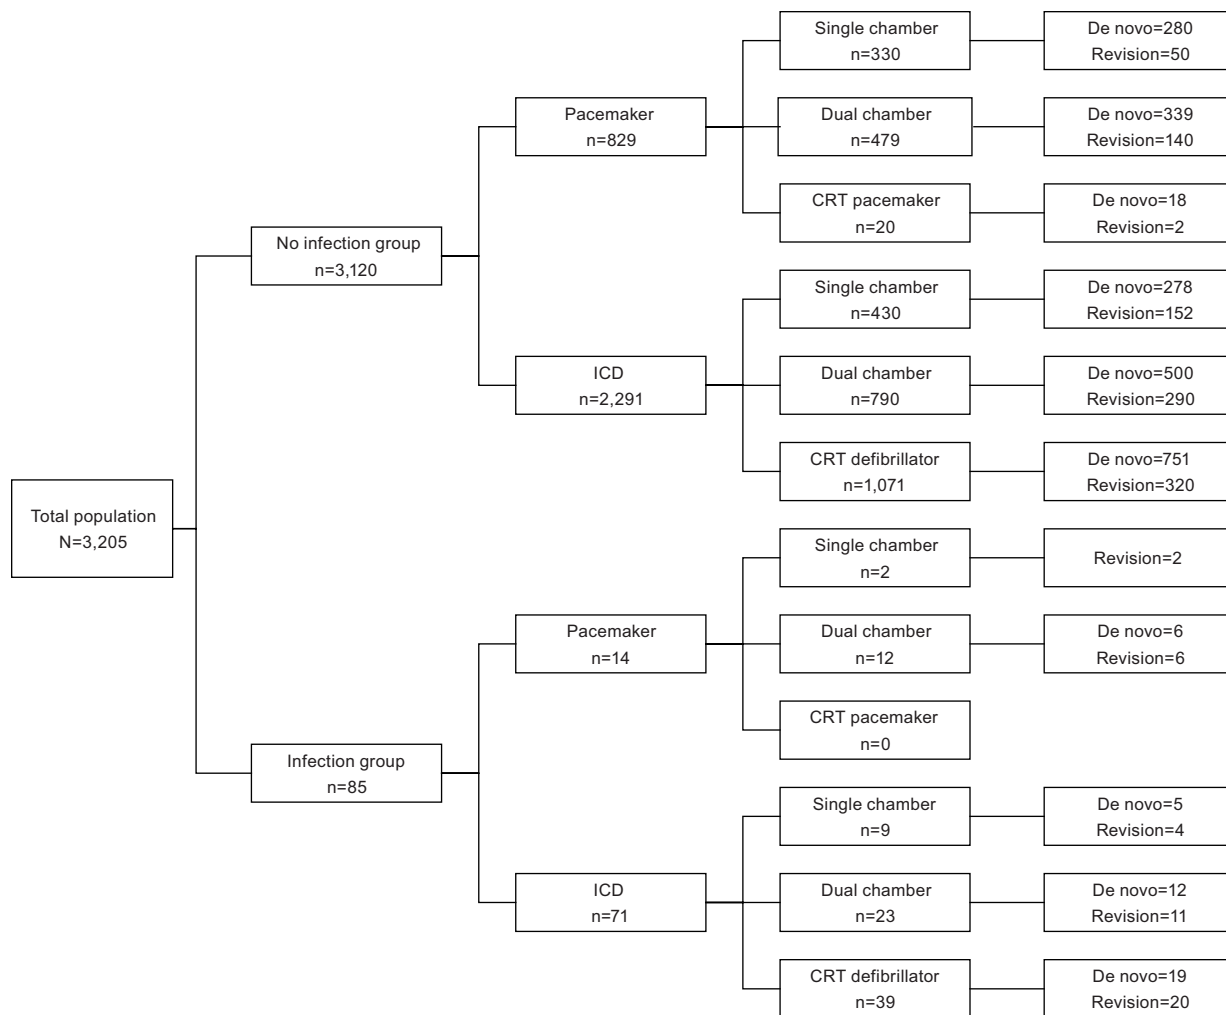 Total population
N=3,205
No infection group
n=3,120
Pacemaker
n=829
Single chamber
n=330
De novo=280
Revision=50
Dual chamber
n=479
De novo=339
Revision=140
CRT pacemaker
n=20
De novo=18
Revision=2
ICD
n=2,291
Single chamber
n=430
De novo=278
Revision=152
Dual chamber
n=790
De novo=500
Revision=290
CRT defibrillator
n=1,071
De novo=751
Revision=320
Infection group
n=85
Pacemaker
n=14
Single chamber
n=2
Revision=2
Dual chamber
n=12
De novo=6
Revision=6
CRT pacemaker
n=0
ICD
n=71
Single chamber
n=9
De novo=5
Revision=4
Dual chamber
n=23
De novo=12
Revision=11
CRT defibrillator
n=39
De novo=19
Revision=20